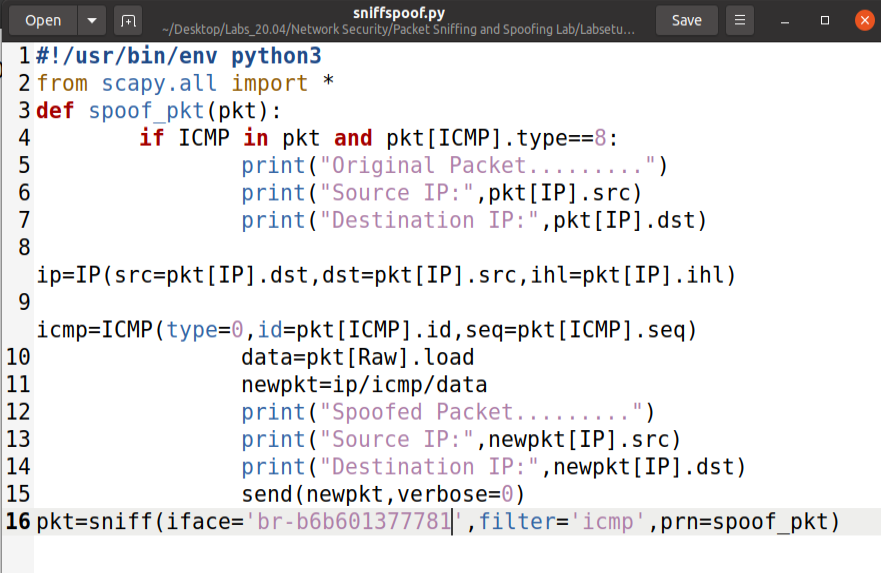 Open
sniffspoof.py
~/Desktop/Labs_20.04/Network Security/Packet Sniffing and Spoofing Lab/Labsetu...
Save
1 #!/usr/bin/env python3
2 from scapy.all import *
3 def spoof_pkt(pkt):
4 if ICMP in pkt and pkt[ICMP].type==8:
5 print("Original Packet.........")
6 print("Source IP:",pkt[IP].src)
7 print("Destination IP:",pkt[IP].dst)
8
ip=IP(src=pkt[IP].dst,dst=pkt[IP].src,ihl=pkt[IP].ihl)
9
icmp=ICMP(type=0,id=pkt[ICMP].id,seq=pkt[ICMP].seq)
10 data=pkt[Raw].load
11 newpkt=ip/icmp/data
12 print("Spoofed Packet.........")
13 print("Source IP:",newpkt[IP].src)
14 print("Destination IP:",newpkt[IP].dst)
15 send(newpkt,verbose=0)
16 pkt=sniff(iface='br-b6b601377781',filter='icmp',prn=spoof_pkt)